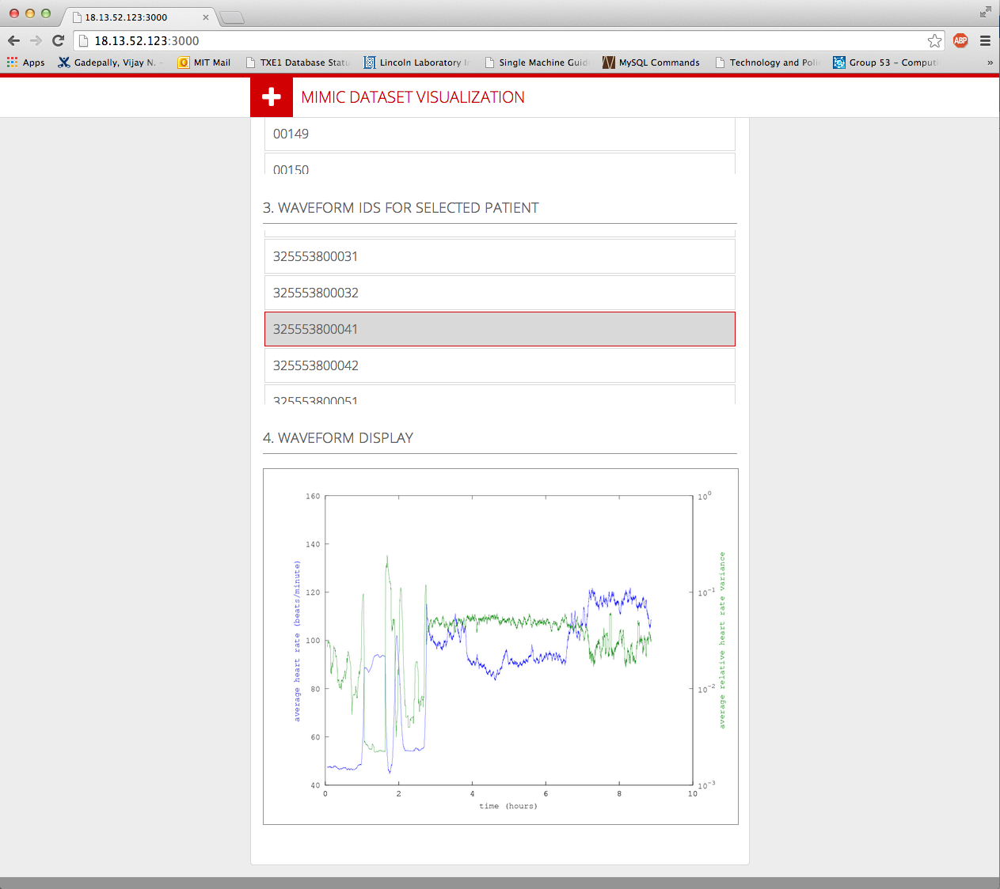 18.13.52.123:3000
18.13.52.123:3000
ABP
Apps
Gadepally, Vijay N. -
MIT Mail
TXE1 Database Statu
Lincoln Laboratory
Single Machine Guid
MySQL Commands
Technology and Poli
Group 53 – Computi
»
MIMIC DATASET VISUALIZATION
00149
00150
3. WAVEFORM IDS FOR SELECTED PATIENT
325553800031
325553800032
325553800041
325553800042
325553800051
4. WAVEFORM DISPLAY
160
140
120
100
80
60
40
average heart rate (beats/minute)
0
2
4
6
8
10
time (hours)
10^0
10^-1
10^-2
10^-3
average relative heart rate variance